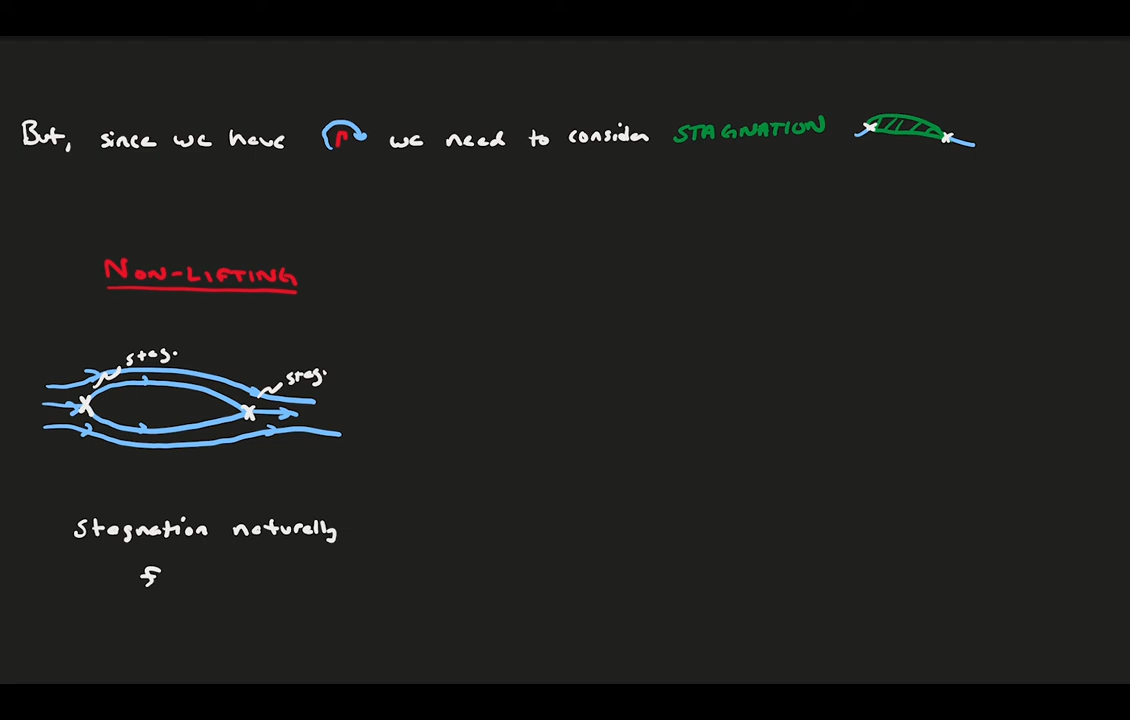 But, since we have Γ we need to consider STAGNATION
NON-LIFTING
stag.
stag.
Stagnation naturally
f